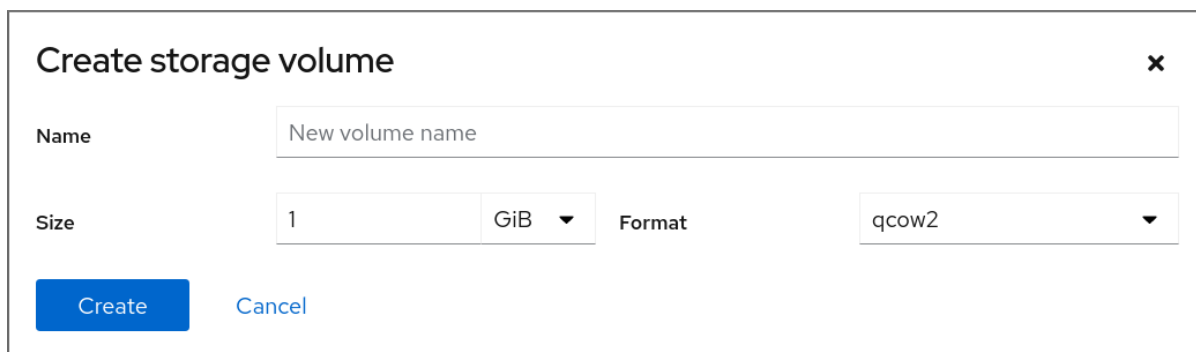 Create storage volume
Name New volume name
Size 1 GiB Format qcow2
Create Cancel